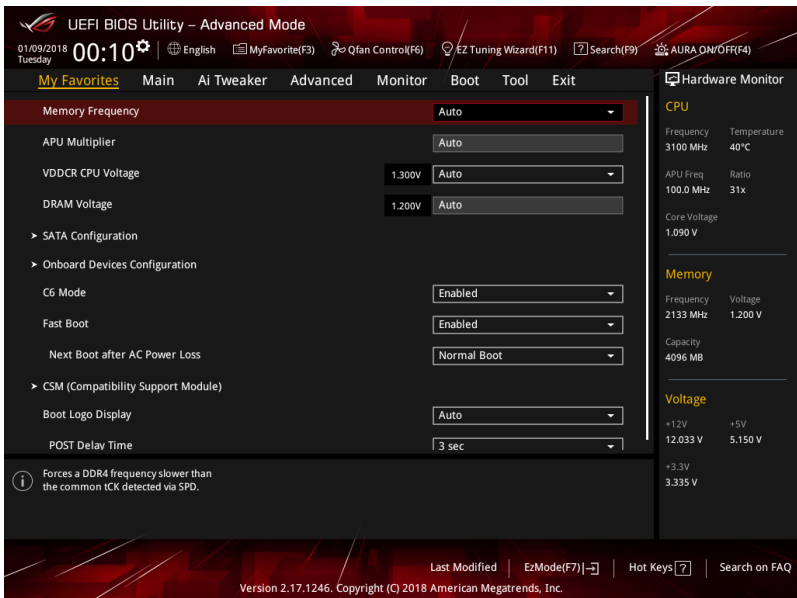 UEFI BIOS Utility – Advanced Mode
01/09/2018
Tuesday
00:10
English
MyFavorite(F3)
Qfan Control(F6)
EZ Tuning Wizard(F11)
? Search(F9)
AURA ON/OFF(F4)
My Favorites Main Ai Tweaker Advanced Monitor Boot Tool Exit
Memory Frequency Auto
APU Multiplier Auto
VDDCR CPU Voltage 1.300V Auto
DRAM Voltage 1.200V Auto
> SATA Configuration
> Onboard Devices Configuration
C6 Mode Enabled
Fast Boot Enabled
Next Boot after AC Power Loss Normal Boot
> CSM (Compatibility Support Module)
Boot Logo Display Auto
POST Delay Time 3 sec
i
Forces a DDR4 frequency slower than
the common tCK detected via SPD.
Hardware Monitor
CPU
Frequency Temperature
3100 MHz 40°C
APU Freq Ratio
100.0 MHz 31x
Core Voltage
1.090 V
Memory
Frequency Voltage
2133 MHz 1.200 V
Capacity
4096 MB
Voltage
+12V +5V
12.033 V 5.150 V
+3.3V
3.335 V
Last Modified EzMode(F7) Hot Keys ? Search on FAQ
Version 2.17.1246. Copyright (C) 2018 American Megatrends, Inc.